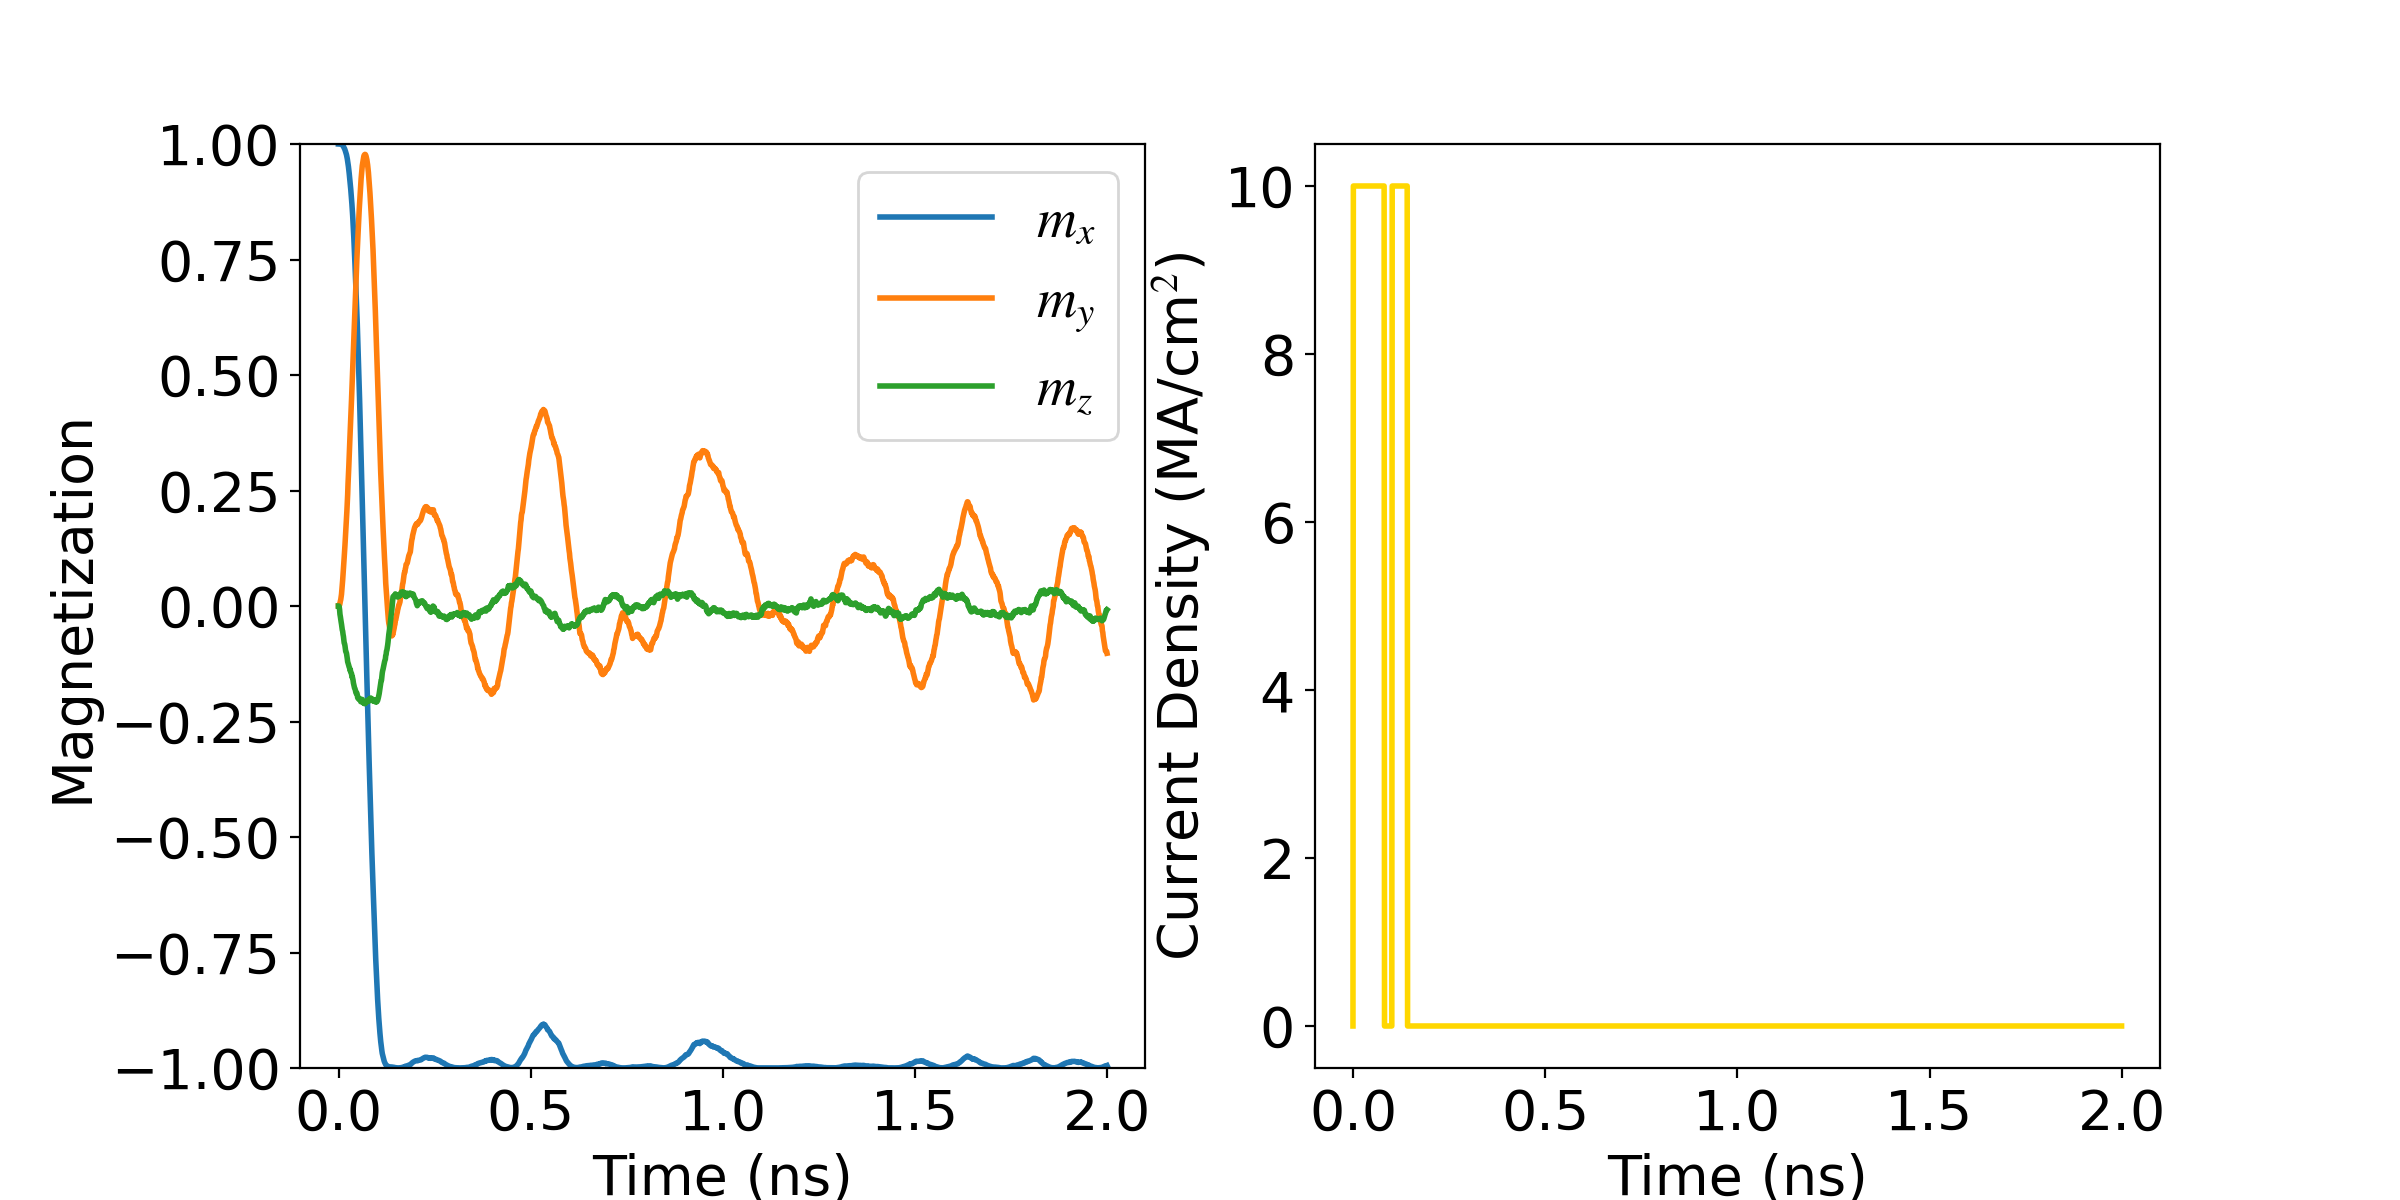 Magnetization
1.00
0.75
0.50
0.25
0.00
−0.25
−0.50
−0.75
−1.00
0.0 0.5 1.0 1.5 2.0
Time (ns)
m_x
m_y
m_z
Current Density (MA/cm²)
10
8
6
4
2
0
0.0 0.5 1.0 1.5 2.0
Time (ns)